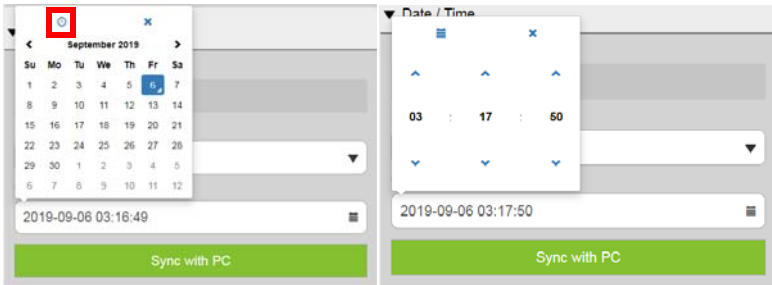 September 2019
Su Mo Tu We Th Fr Sa
1 2 3 4 5 6 7
8 9 10 11 12 13 14
15 16 17 18 19 20 21
22 23 24 25 26 27 28
29 30 1 2 3 4 5
6 7 8 9 10 11 12
2019-09-06 03:16:49
Sync with PC
Date / Time
03 : 17 : 50
2019-09-06 03:17:50
Sync with PC